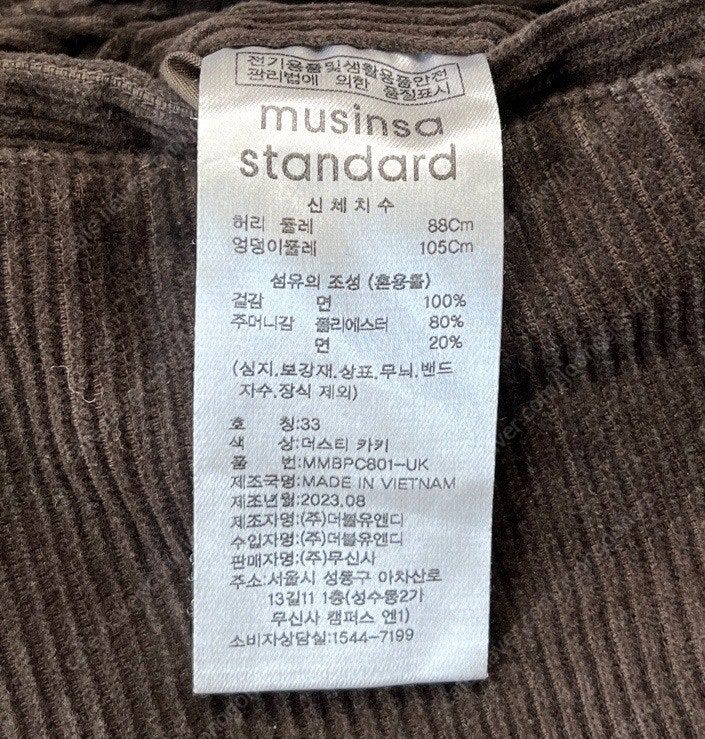 전기용품및생활용품안전
관리법에 의한 품질표시
musinsa
standard
신체치수
허리 둘레 88Cm
엉덩이둘레 105Cm
섬유의 조성 (혼용률)
겉감 면 100%
주머니감 폴리에스터 80%
면 20%
(심지.보강재.상표.무늬.밴드
자수.장식 제외)
호 칭:33
색 상:더스티 카키
품 번:MMBPC801-UK
제조국명:MADE IN VIETNAM
제조년월:2023.08
제조자명:(주)더블유엔디
수입자명:(주)더블유엔디
판매자명:(주)무신사
주소:서울시 성동구 아차산로
13길11 1층(성수동2가
무신사 캠퍼스 엔1)
소비자상담실:1544-7199